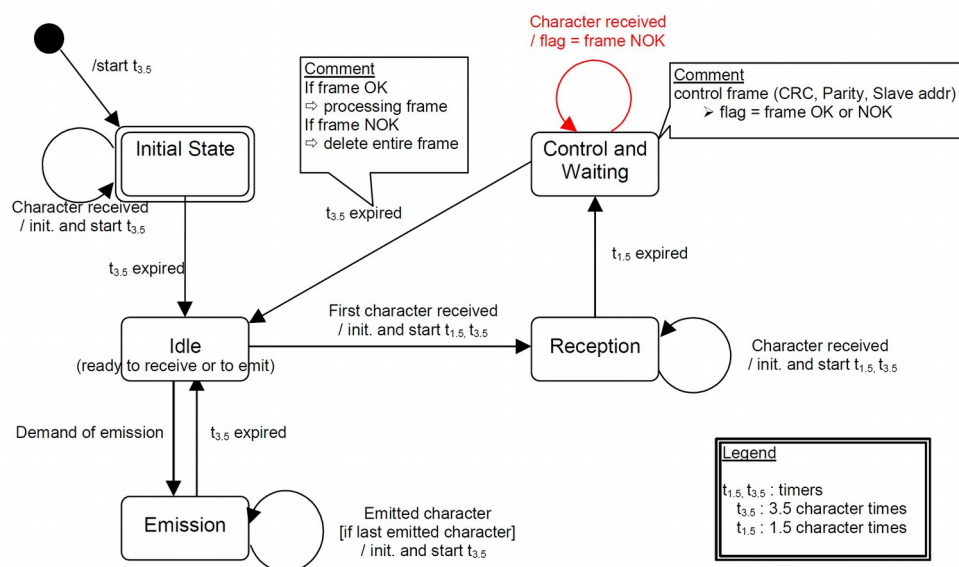 /start t3.5
Character received
/ flag = frame NOK
Comment
If frame OK
⇨ processing frame
If frame NOK
⇨ delete entire frame
Comment
control frame (CRC, Parity, Slave addr)
➢ flag = frame OK or NOK
Initial State
Control and
Waiting
Character received
/ init. and start t3.5
t3.5 expired
t3.5 expired
t1.5 expired
First character received
/ init. and start t1.5, t3.5
Idle
(ready to receive or to emit)
Reception
Character received
/ init. and start t1.5, t3.5
Demand of emission
t3.5 expired
Emission
Emitted character
[if last emitted character]
/ init. and start t3.5
Legend
t1.5, t3.5 : timers
t3.5 : 3.5 character times
t1.5 : 1.5 character times